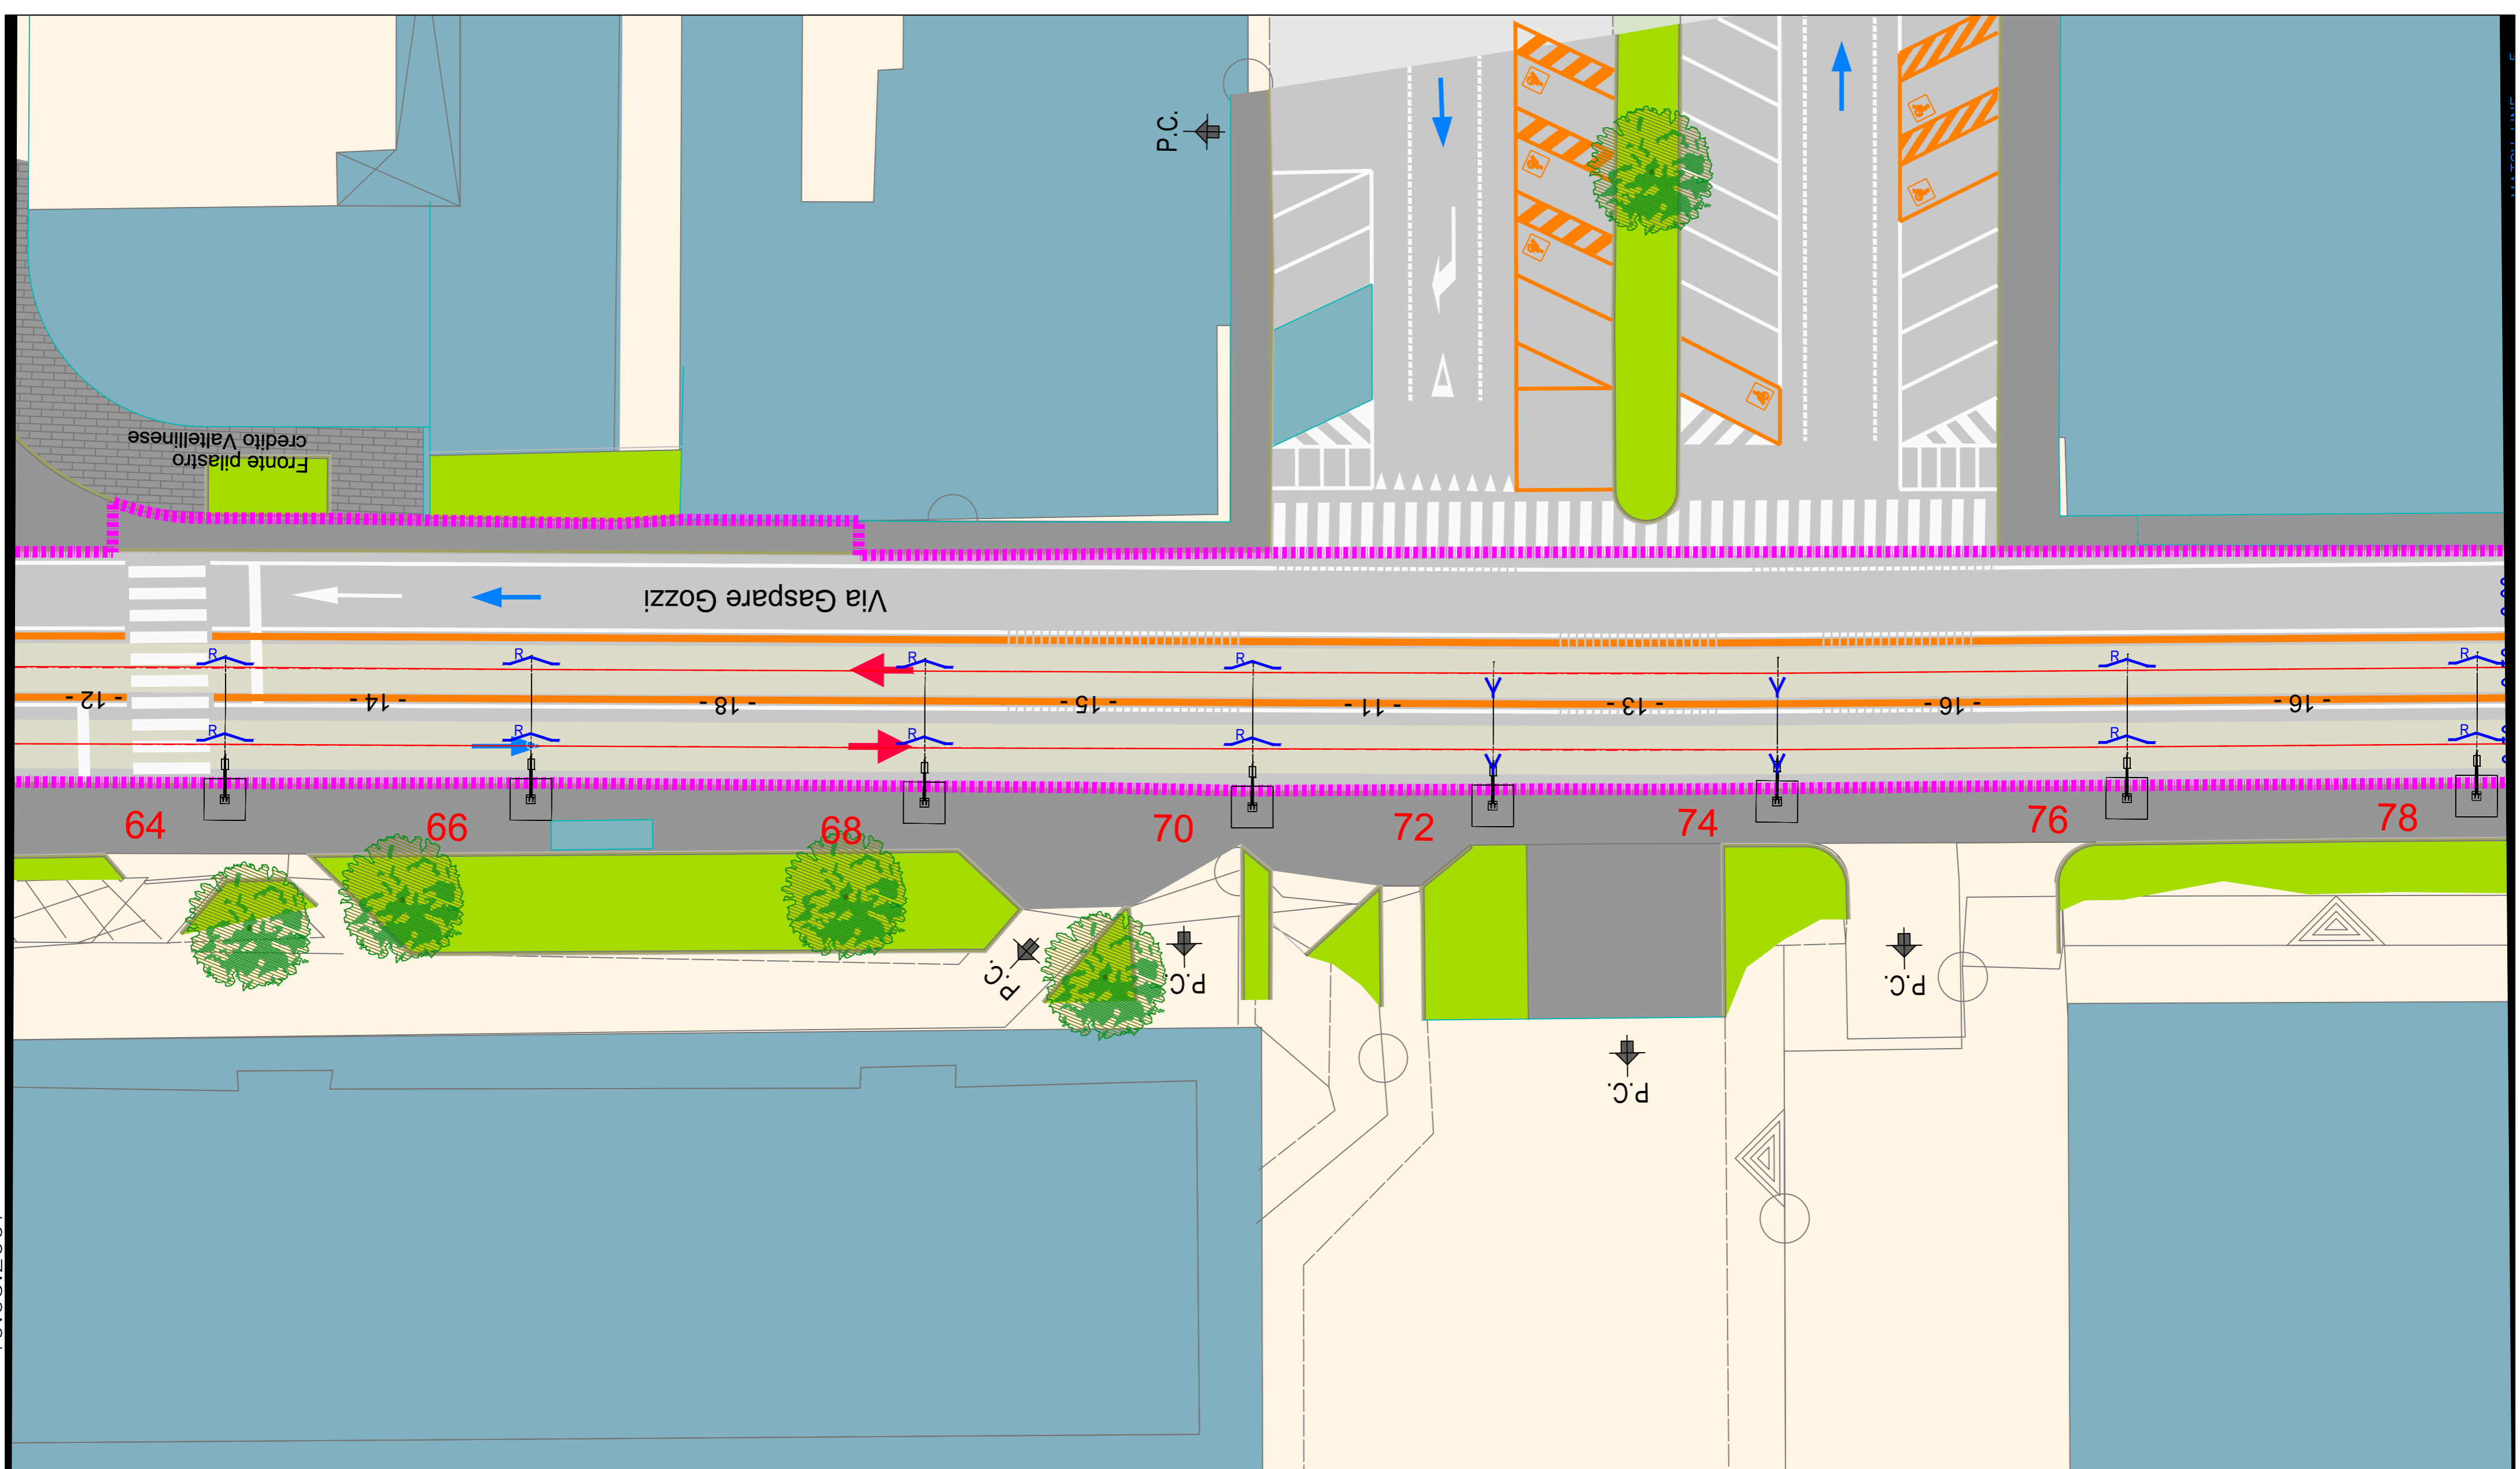 P.C.
Fronte pilastro
credito Valtellinese
Via Gaspare Gozzi
R
R
R
R
R
R
- 12 -
- 14 -
- 18 -
- 15 -
- 11 -
- 13 -
- 16 -
- 16 -
R
R
R
R
R
R
64
66
68
70
72
74
76
78
P.C.
P.C.
P.C.
P.C.